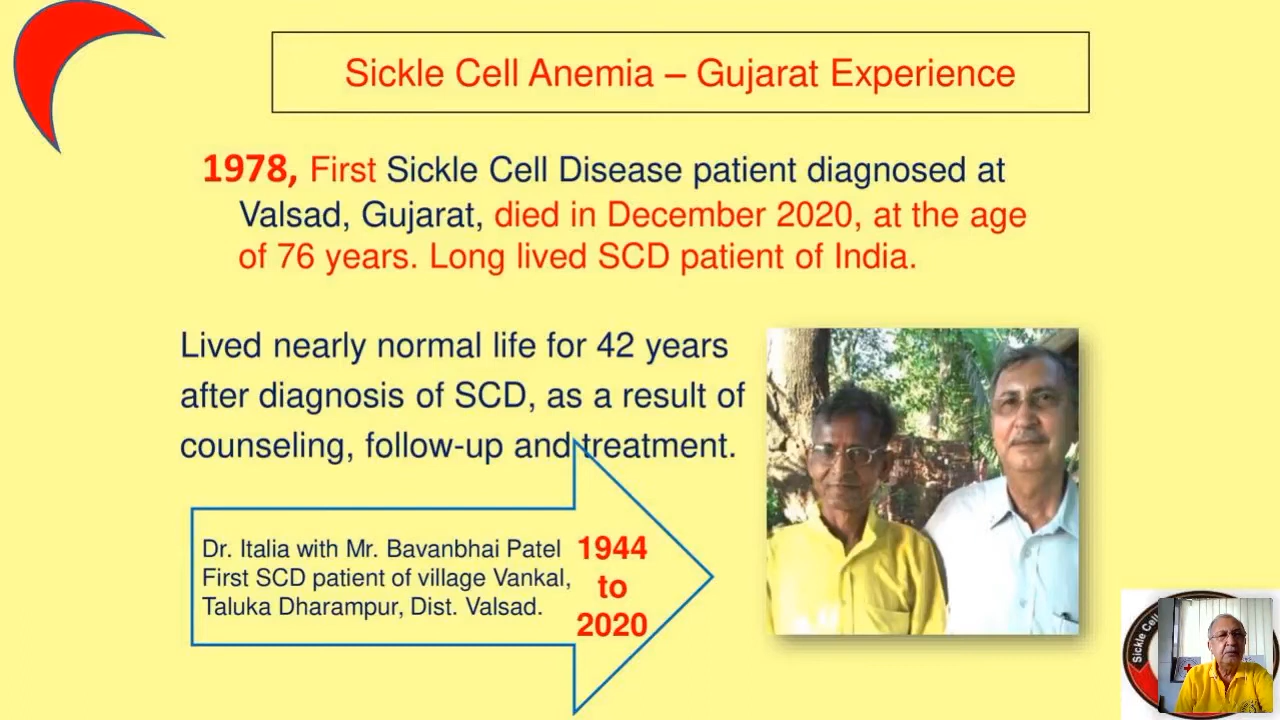 Sickle Cell Anemia – Gujarat Experience
1978, First Sickle Cell Disease patient diagnosed at
Valsad, Gujarat, died in December 2020, at the age
of 76 years. Long lived SCD patient of India.
Lived nearly normal life for 42 years
after diagnosis of SCD, as a result of
counseling, follow-up and treatment.
Dr. Italia with Mr. Bavanbhai Patel
First SCD patient of village Vankal,
Taluka Dharampur, Dist. Valsad.
1944
to
2020
Sickle Cell